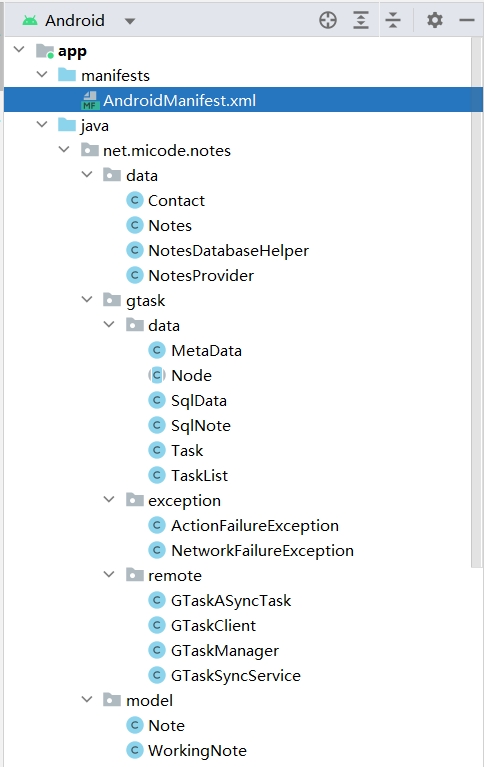 Android
app
manifests
MF AndroidManifest.xml
java
net.micode.notes
data
C Contact
C Notes
C NotesDatabaseHelper
C NotesProvider
gtask
data
C MetaData
C Node
C SqlData
C SqlNote
C Task
C TaskList
exception
C ActionFailureException
C NetworkFailureException
remote
C GTaskASyncTask
C GTaskClient
C GTaskManager
C GTaskSyncService
model
C Note
C WorkingNote